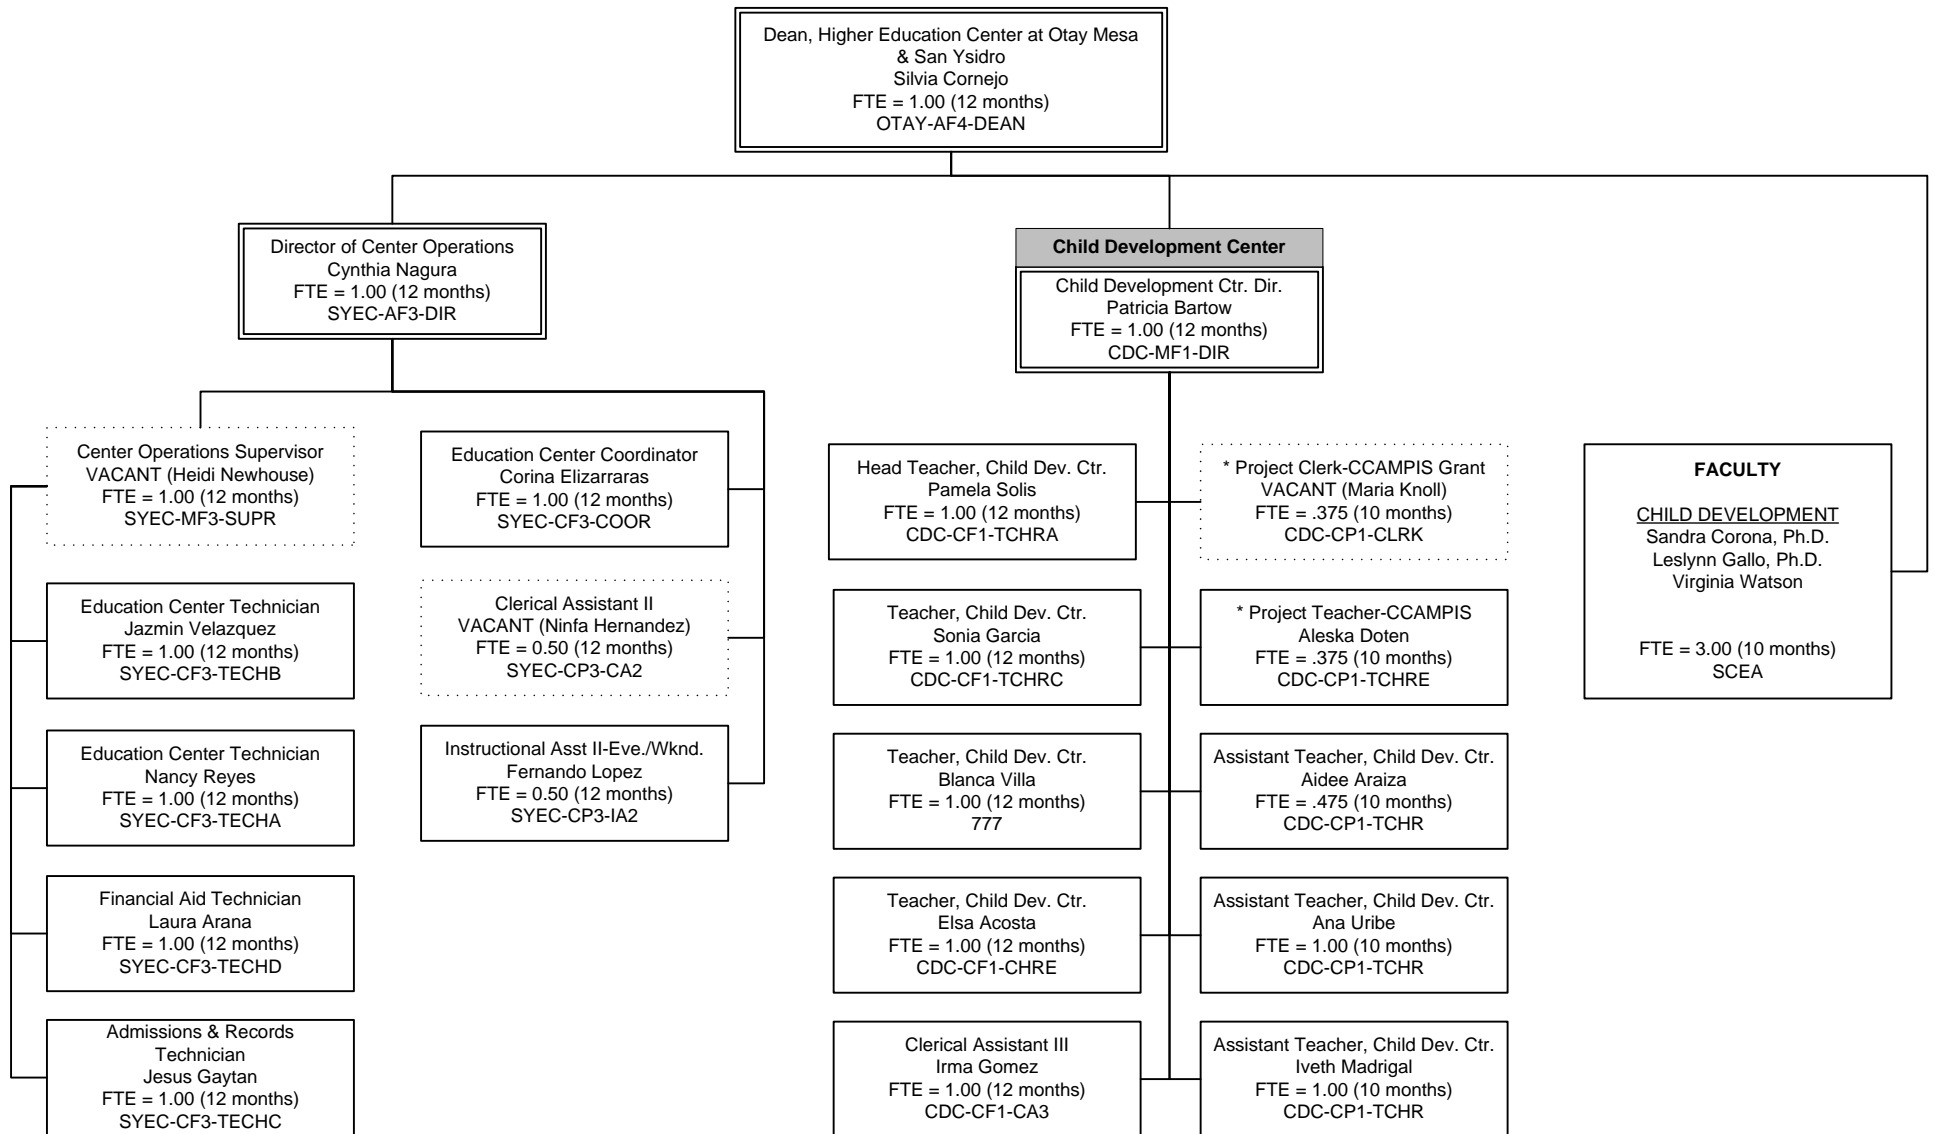 Dean, Higher Education Center at Otay Mesa
& San Ysidro
Silvia Cornejo
FTE = 1.00 (12 months)
OTAY-AF4-DEAN
Director of Center Operations
Cynthia Nagura
FTE = 1.00 (12 months)
SYEC-AF3-DIR
Center Operations Supervisor
VACANT (Heidi Newhouse)
FTE = 1.00 (12 months)
SYEC-MF3-SUPR
Education Center Technician
Jazmin Velazquez
FTE = 1.00 (12 months)
SYEC-CF3-TECHB
Education Center Technician
Nancy Reyes
FTE = 1.00 (12 months)
SYEC-CF3-TECHA
Financial Aid Technician
Laura Arana
FTE = 1.00 (12 months)
SYEC-CF3-TECHD
Admissions & Records
Technician
Jesus Gaytan
FTE = 1.00 (12 months)
SYEC-CF3-TECHC
Education Center Coordinator
Corina Elizarraras
FTE = 1.00 (12 months)
SYEC-CF3-COOR
Clerical Assistant II
VACANT (Ninfa Hernandez)
FTE = 0.50 (12 months)
SYEC-CP3-CA2
Instructional Asst II-Eve./Wknd.
Fernando Lopez
FTE = 0.50 (12 months)
SYEC-CP3-IA2
Child Development Center
Child Development Ctr. Dir.
Patricia Bartow
FTE = 1.00 (12 months)
CDC-MF1-DIR
Head Teacher, Child Dev. Ctr.
Pamela Solis
FTE = 1.00 (12 months)
CDC-CF1-TCHRA
Teacher, Child Dev. Ctr.
Sonia Garcia
FTE = 1.00 (12 months)
CDC-CF1-TCHRC
Teacher, Child Dev. Ctr.
Blanca Villa
FTE = 1.00 (12 months)
777
Teacher, Child Dev. Ctr.
Elsa Acosta
FTE = 1.00 (12 months)
CDC-CF1-CHRE
Clerical Assistant III
Irma Gomez
FTE = 1.00 (12 months)
CDC-CF1-CA3
* Project Clerk-CCAMPIS Grant
VACANT (Maria Knoll)
FTE = .375 (10 months)
CDC-CP1-CLRK
* Project Teacher-CCAMPIS
Aleska Doten
FTE = .375 (10 months)
CDC-CP1-TCHRE
Assistant Teacher, Child Dev. Ctr.
Aidee Araiza
FTE = .475 (10 months)
CDC-CP1-TCHR
Assistant Teacher, Child Dev. Ctr.
Ana Uribe
FTE = 1.00 (10 months)
CDC-CP1-TCHR
Assistant Teacher, Child Dev. Ctr.
Iveth Madrigal
FTE = 1.00 (10 months)
CDC-CP1-TCHR
FACULTY
CHILD DEVELOPMENT
Sandra Corona, Ph.D.
Leslynn Gallo, Ph.D.
Virginia Watson
FTE = 3.00 (10 months)
SCEA